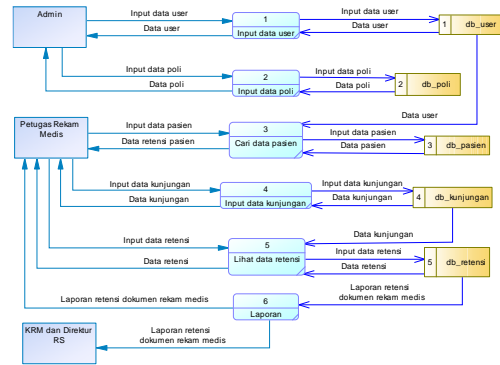 Admin
Input data user
Data user
1
Input data user
Input data user
Data user
1 db_user
Input data poli
Data poli
2
Input data poli
Input data poli
Data poli
2 db_poli
Data user
Petugas Rekam
Medis
Input data pasien
Data retensi pasien
3
Cari data pasien
Input data pasien
Data pasien
3 db_pasien
Input data kunjungan
Data kunjungan
4
Input data kunjungan
Input data kunjungan
Data kunjungan
4 db_kunjungan
Data kunjungan
Input data retensi
Data retensi
5
Lihat data retensi
Input data retensi
Data retensi
5 db_retensi
Laporan retensi dokumen rekam medis
6
Laporan
Laporan retensi
dokumen rekam medis
KRM dan Direktur
RS
Laporan retensi
dokumen rekam medis